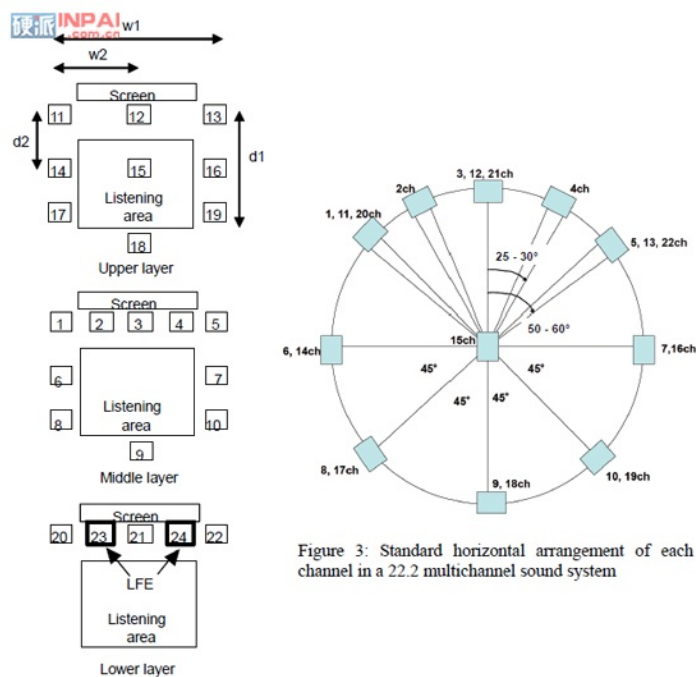 硬派 INPAI
.com.cn
w1
w2
Screen
11 12 13
d2
d1
14 15 16
Listening
area
17 19
18
Upper layer
Screen
1 2 3 4 5
6 7
Listening
area
8 10
9
Middle layer
Screen
20 23 21 24 22
LFE
Listening
area
Lower layer
3, 12, 21ch
2ch
4ch
1, 11, 20ch
5, 13, 22ch
25 - 30°
50 - 60°
15ch
6, 14ch
7,16ch
45°
45°
45°
45°
8, 17ch
10, 19ch
9, 18ch
Figure 3: Standard horizontal arrangement of each
channel in a 22.2 multichannel sound system